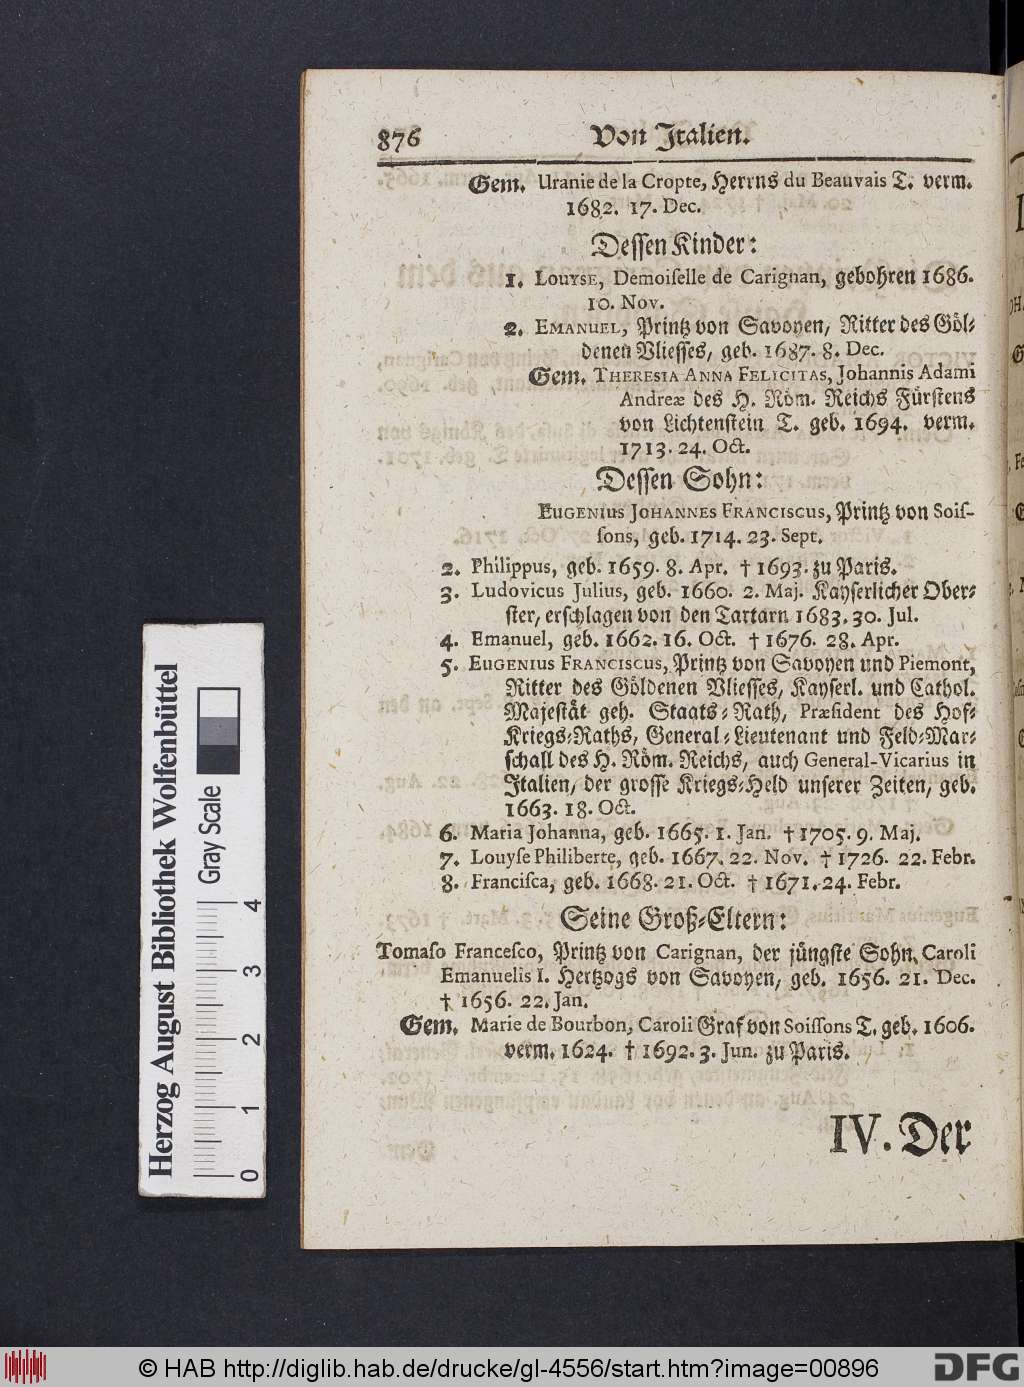 876 Von Italien.
Gem. Uranie de la Cropte, Herrns du Beauvais T. verm.
1682. 17. Dec.
Dessen Kinder:
1. LOUYSE, Demoiſelle de Carignan, gebohren 1686.
10. Nov.
2. EMANUEL, Printz von Savoyen, Ritter des Göl-
denen Vliesses, geb. 1687. 8. Dec.
Gem. THERESIA ANNA FELICITAS, Johannis Adami
Andreæ des H. Röm. Reichs Fürstens
von Lichtenstein T. geb. 1694. verm.
1713. 24. Oct.
Dessen Sohn:
EUGENIUS JOHANNES FRANCISCUS, Printz von Soiſ-
ſons, geb. 1714. 23. Sept.
2. Philippus, geb. 1659. 8. Apr. † 1693. zu Paris.
3. Ludovicus Julius, geb. 1660. 2. Maj. Kayserlicher Ober-
ster, erschlagen von den Tartarn 1683. 30. Jul.
4. Emanuel, geb. 1662. 16. Oct. † 1676. 28. Apr.
5. EUGENIUS FRANCISCUS, Printz von Savoyen und Piemont,
Ritter des Göldenen Vliesses, Kayserl. und Cathol.
Majestät geh. Staats-Rath, Præſident des Hof-
Kriegs-Raths, General-Lieutenant und Feld-Mar-
schall des H. Röm. Reichs, auch General-Vicarius in
Italien, der grosse Kriegs-Held unserer Zeiten, geb.
1663. 18. Oct.
6. Maria Johanna, geb. 1665. 1. Jan. † 1705. 9. Maj.
7. Louyſe Philiberte, geb. 1667. 22. Nov. † 1726. 22. Febr.
8. Franciſca, geb. 1668. 21. Oct. † 1671. 24. Febr.
Seine Groß-Eltern:
Tomaſo Franceſco, Printz von Carignan, der jüngste Sohn Caroli
Emanuelis I. Hertzogs von Savoyen, geb. 1656. 21. Dec.
† 1656. 22. Jan.
Gem. Marie de Bourbon, Caroli Graf von Soiſſons T. geb. 1606.
verm. 1624. † 1692. 3. Jun. zu Paris.
IV. Der
Herzog August Bibliothek Wolfenbüttel
Gray Scale
0 1 2 3 4
© HAB http://diglib.hab.de/drucke/gl-4556/start.htm?image=00896
DFG